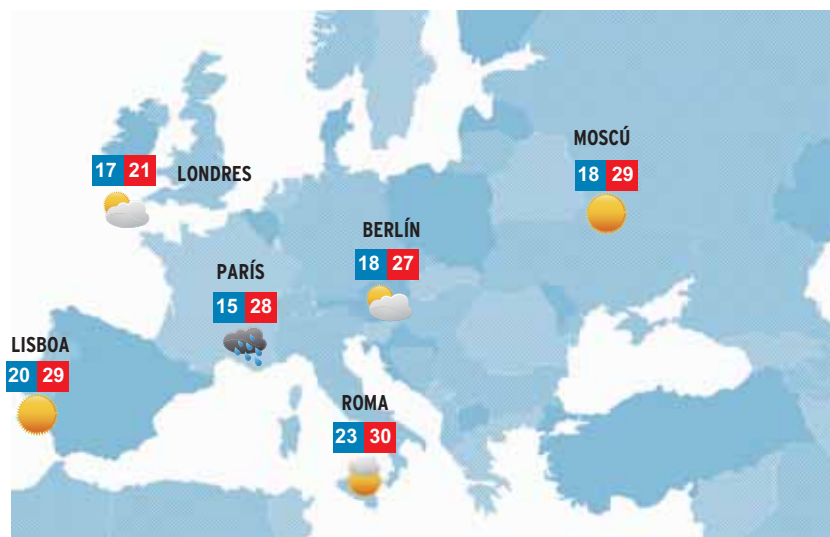 MOSCÚ
18 29
17 21
LONDRES
BERLÍN
18 27
PARÍS
15 28
LISBOA
20 29
ROMA
23 30